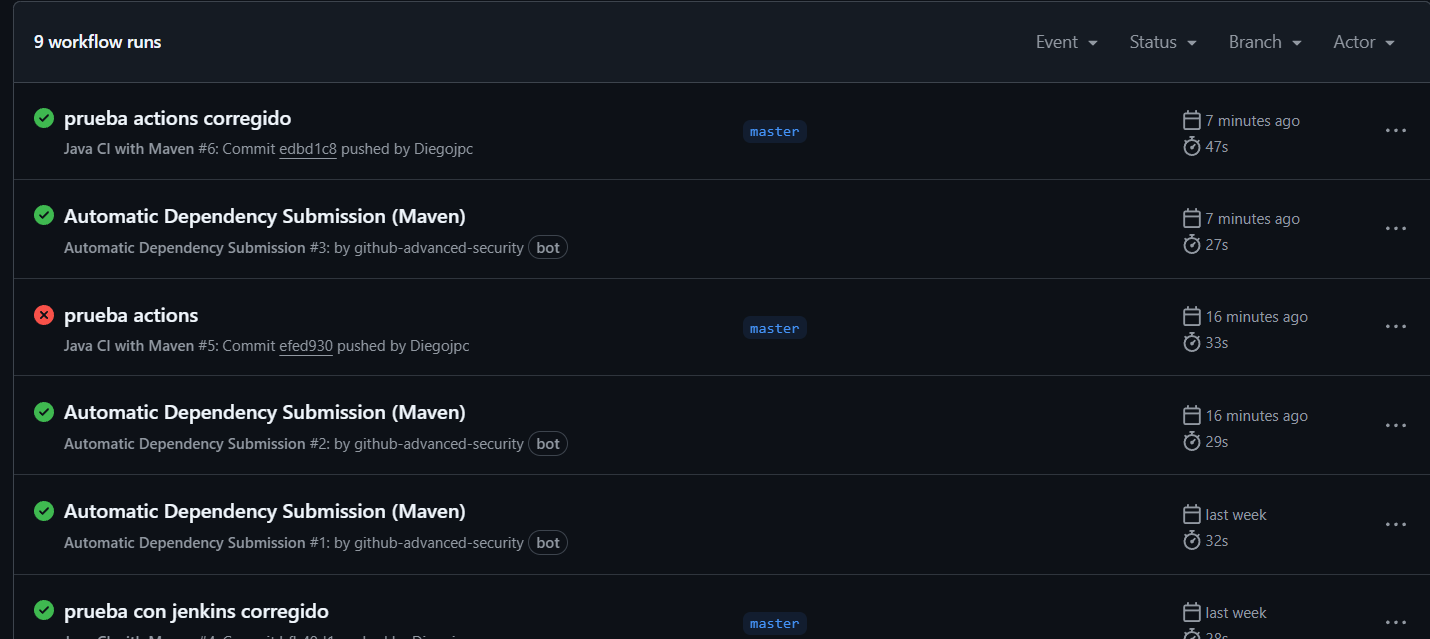 9 workflow runs
Event Status Branch Actor
prueba actions corregido
master
7 minutes ago
Java CI with Maven #6: Commit edbd1c8 pushed by Diegojpc
47s
Automatic Dependency Submission (Maven)
7 minutes ago
Automatic Dependency Submission #3: by github-advanced-security bot
27s
prueba actions
master
16 minutes ago
Java CI with Maven #5: Commit efed930 pushed by Diegojpc
33s
Automatic Dependency Submission (Maven)
16 minutes ago
Automatic Dependency Submission #2: by github-advanced-security bot
29s
Automatic Dependency Submission (Maven)
last week
Automatic Dependency Submission #1: by github-advanced-security bot
32s
prueba con jenkins corregido
master
last week